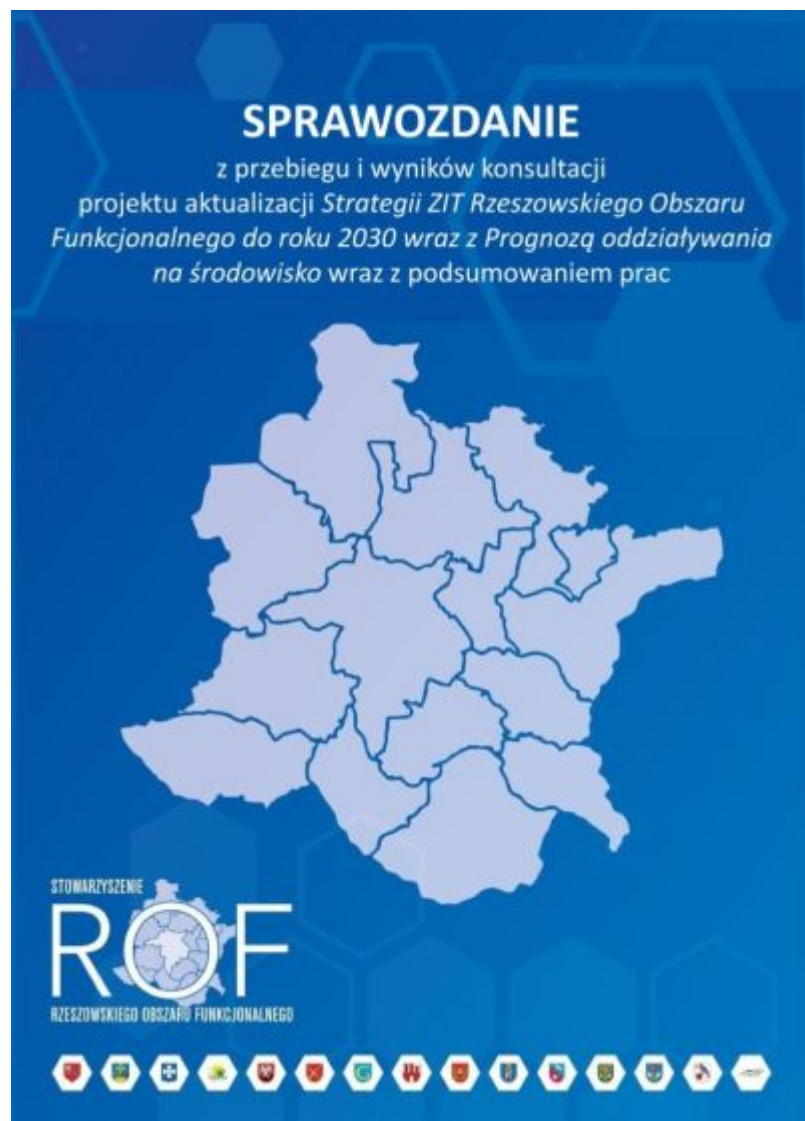 SPRAWOZDANIE
z przebiegu i wyników konsultacji
projektu aktualizacji Strategii ZIT Rzeszowskiego Obszaru
Funkcjonalnego do roku 2030 wraz z Prognozą oddziaływania
na środowisko wraz z podsumowaniem prac
STOWARZYSZENIE
ROF
RZESZOWSKIEGO OBSZARU FUNKCJONALNEGO